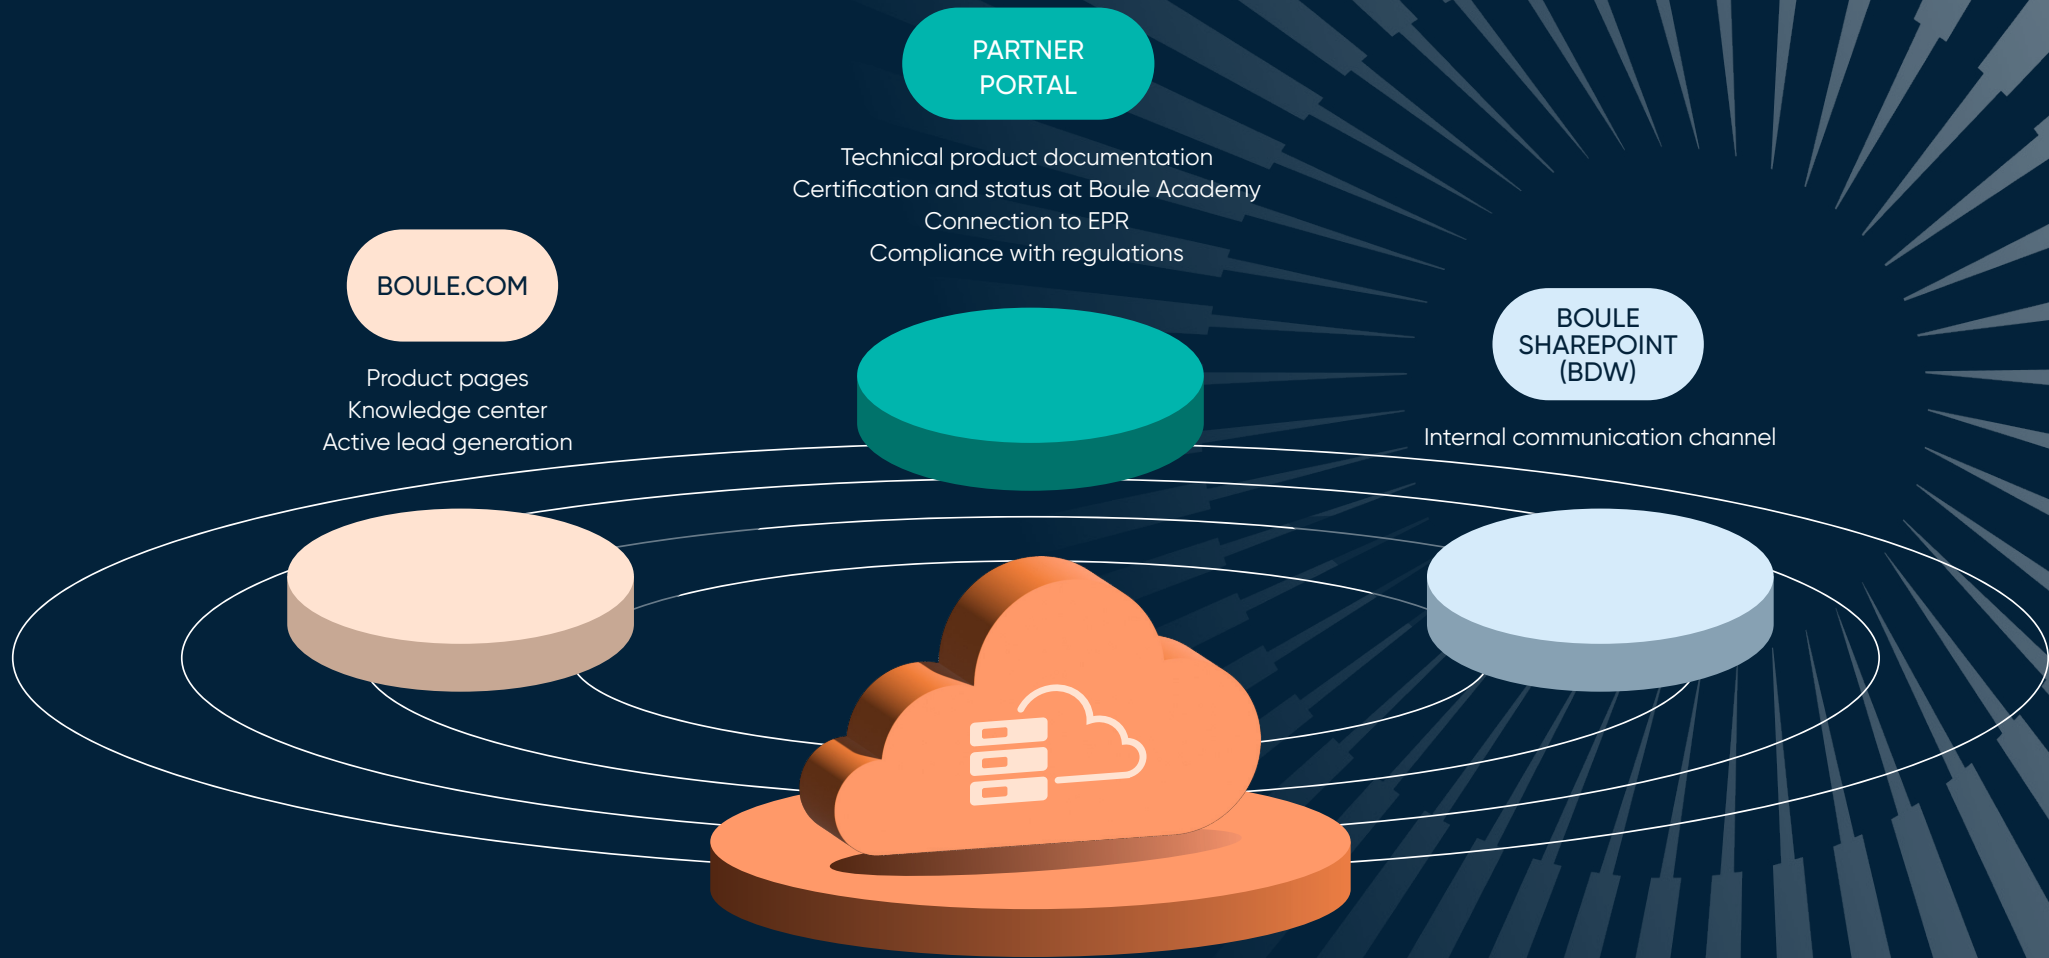 PARTNER
PORTAL
Technical product documentation
Certification and status at Boule Academy
Connection to EPR
Compliance with regulations
BOULE.COM
Product pages
Knowledge center
Active lead generation
BOULE
SHAREPOINT
(BDW)
Internal communication channel